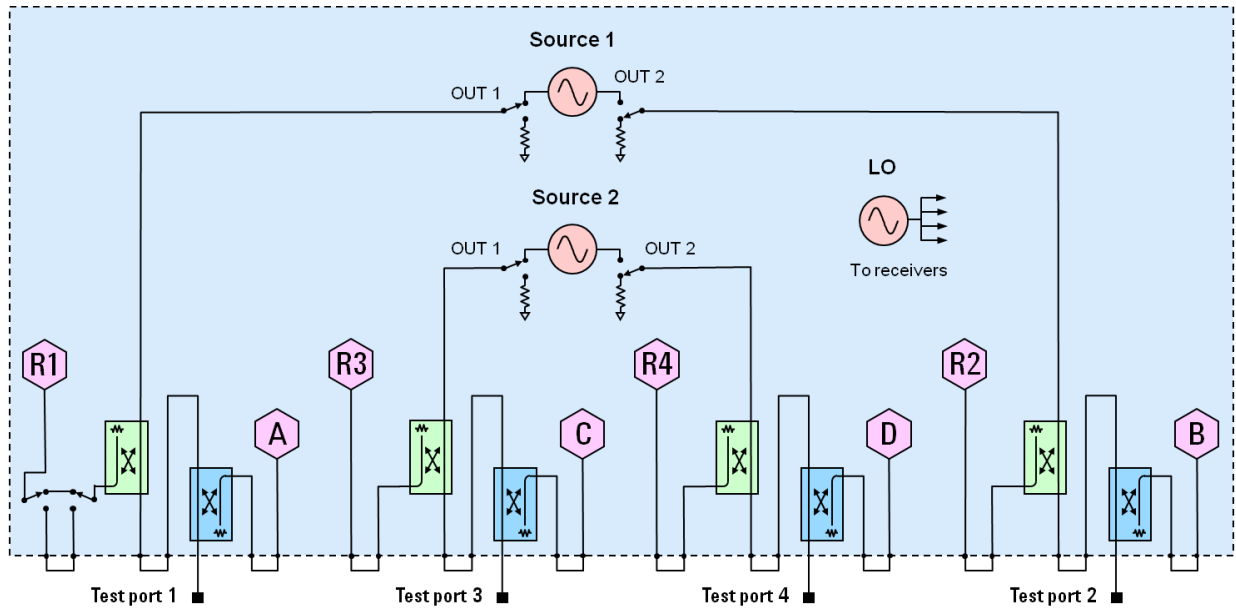 Source 1
OUT 1
OUT 2
LO
Source 2
OUT 1
OUT 2
To receivers
R1
R3
R4
R2
A
C
D
B
Test port 1
Test port 3
Test port 4
Test port 2